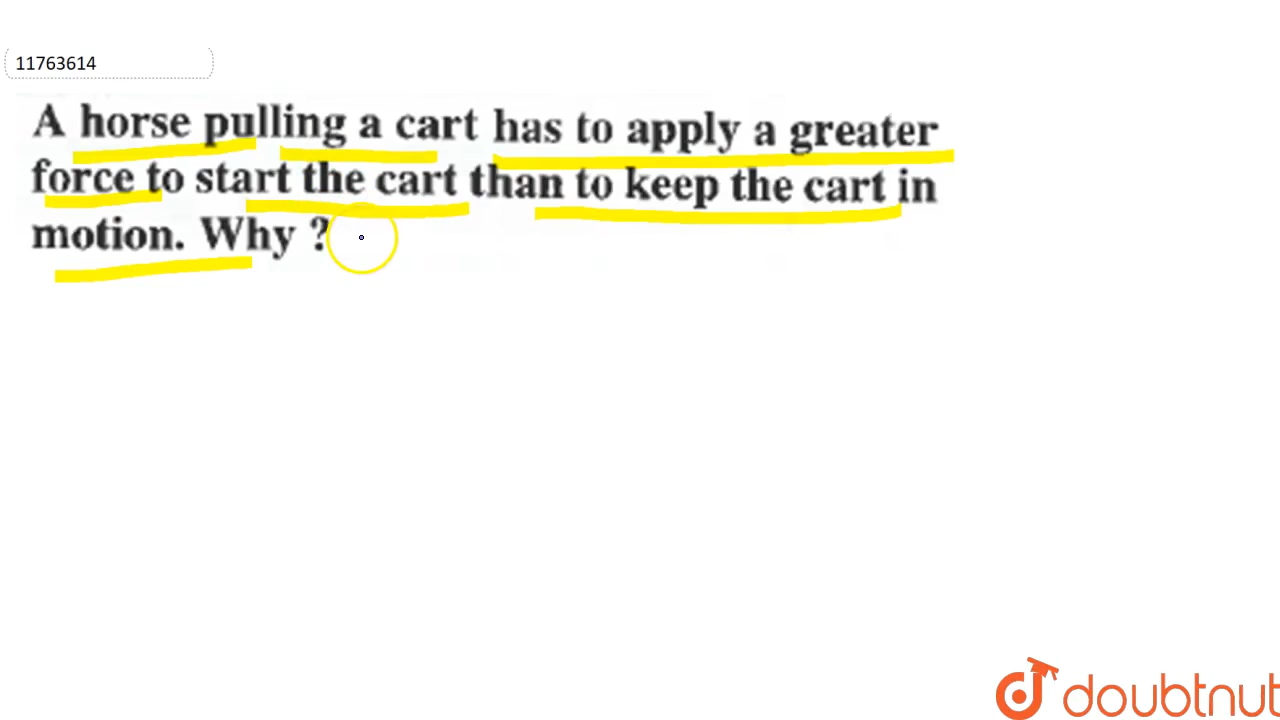 11763614
A horse pulling a cart has to apply a greater
force to start the cart than to keep the cart in
motion. Why ?
doubtnut